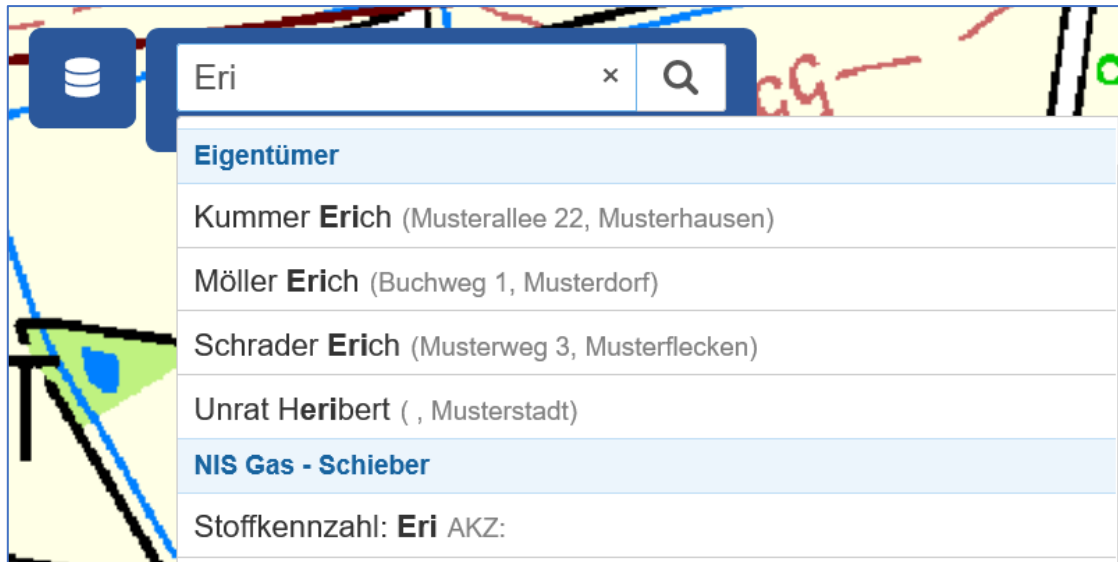 Eri ×
Eigentümer
Kummer Erich (Musterallee 22, Musterhausen)
Möller Erich (Buchweg 1, Musterdorf)
Schrader Erich (Musterweg 3, Musterflecken)
Unrat Heribert ( , Musterstadt)
NIS Gas - Schieber
Stoffkennzahl: Eri AKZ: